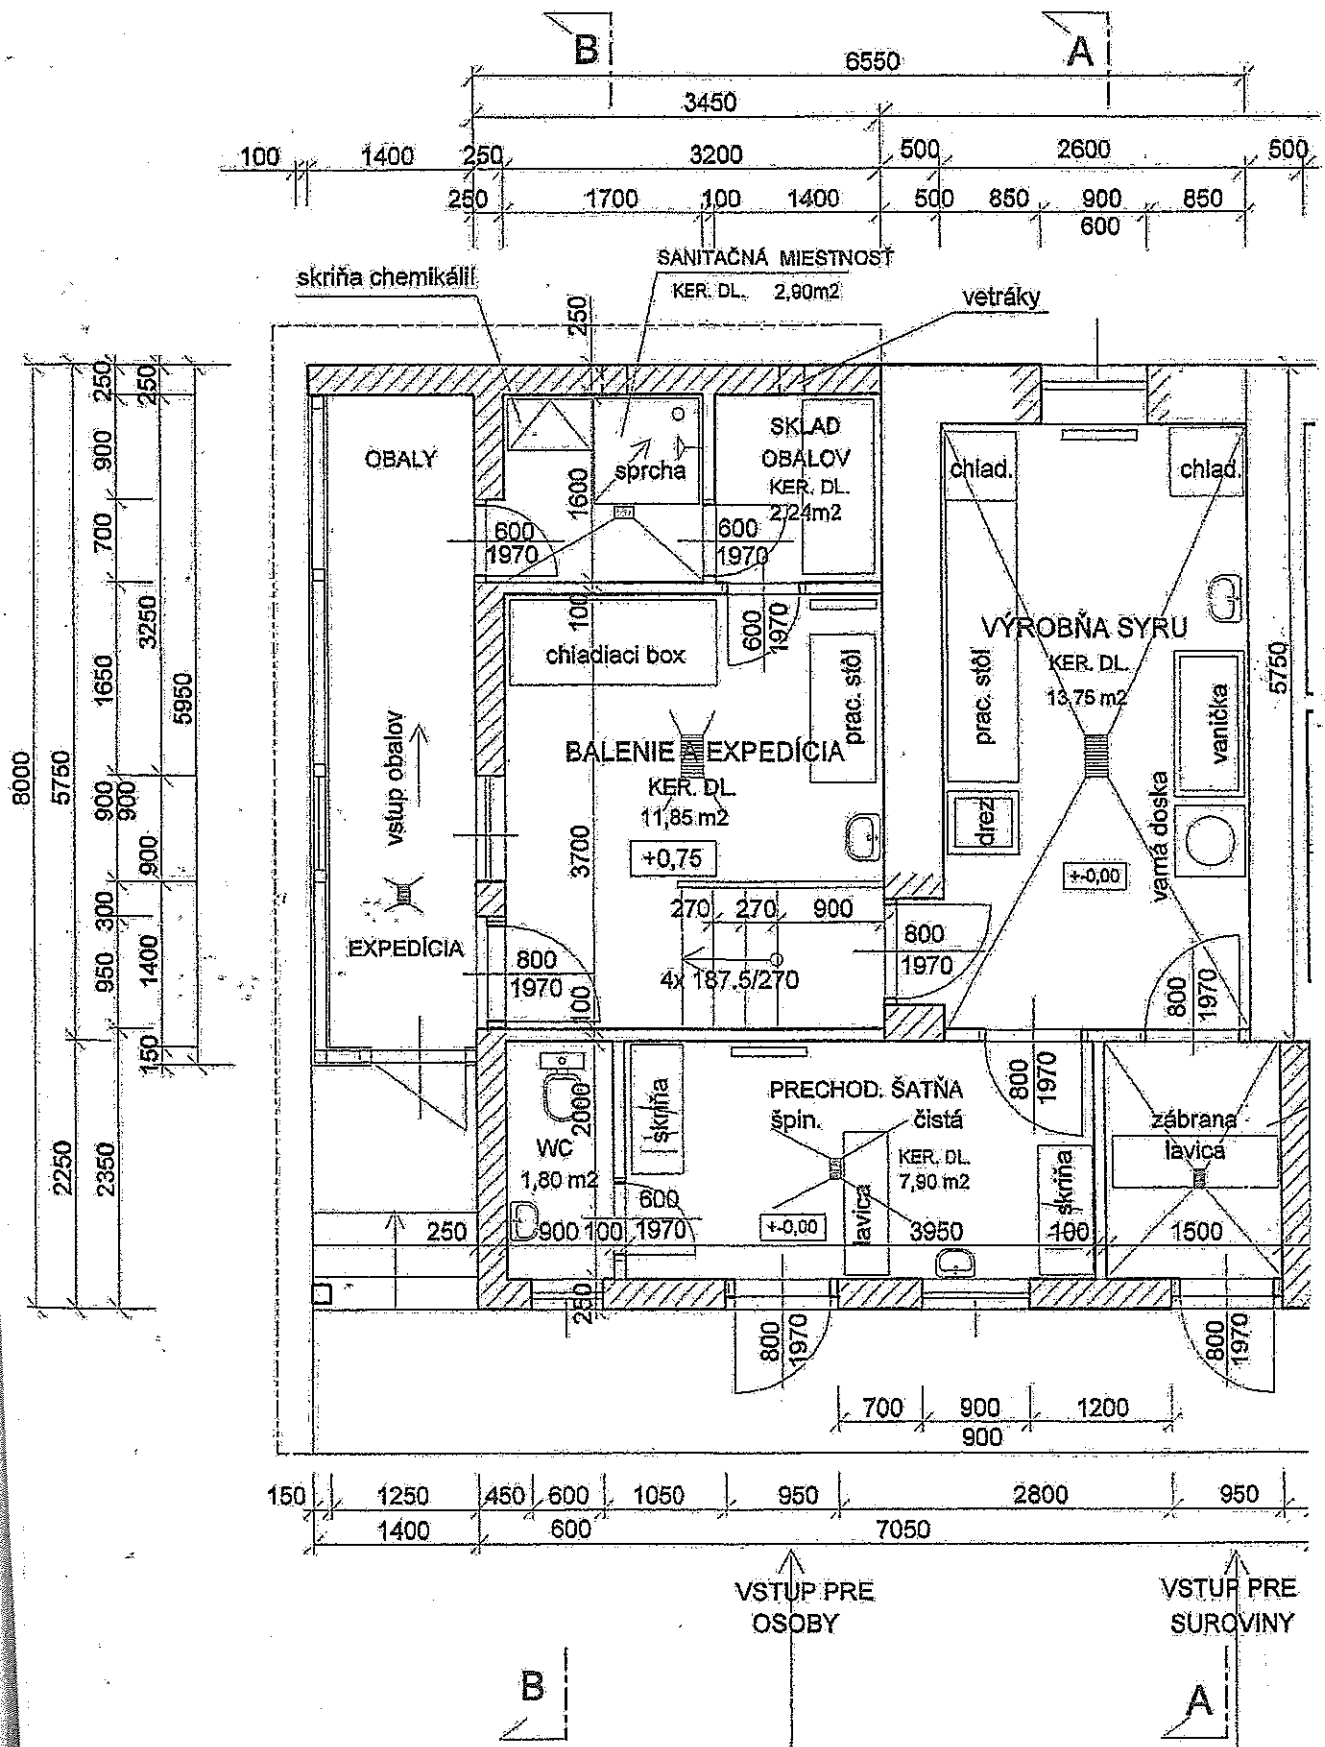 B
A
6550
3450
100 1400 250 3200 500 2600 500
250 1700 100 1400 500 850 900 850
600
SANITAČNÁ MIESTNOSŤ
KER. DL. 2,90m2
skriňa chemikálií
vetráky
250
8000
5750
2250
250
900
700
1650
900
900
300
950
2350
250
3250
900
1400
150
5950
5750
OBALY
vstup obalov
EXPEDÍCIA
1600
sprcha
600
1970
600
1970
SKLAD
OBALOV
KER. DL.
2,24m2
100
600
1970
chladiaci box
prac. stôl
BALENIE A EXPEDÍCIA
KER. DL.
11,85 m2
+0,75
3700
270 270 900
4x 187.5/270
800
1970
100
800
1970
chlad.
chlad.
VÝROBŇA SYRU
KER. DL.
13,75 m2
prac. stôl
drez
vanička
varná doska
+-0,00
800
1970
800
1970
2000
WC
1,80 m2
skriňa
PRECHOD. ŠATŇA
špin. čistá
KER. DL.
7,90 m2
lavica
skriňa
+-0,00
600
1970
zábrana
lavica
250 900 100 3950 100 1500
250
800
1970
800
1970
700 900 1200
900
150 1250 450 600 1050 950 2800 950
1400 600 7050
VSTUP PRE
OSOBY
VSTUP PRE
SUROVINY
B
A